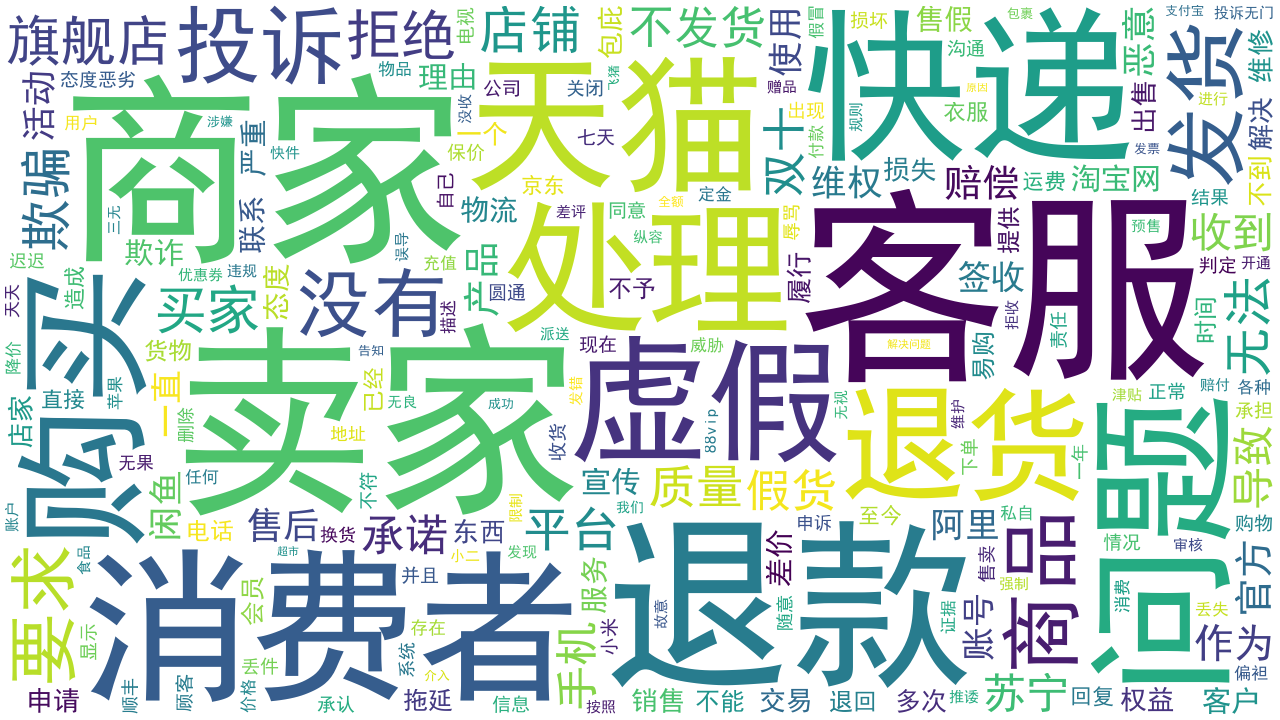 旗舰店
投诉
拒绝
电视
店铺
包庇
不发货
假冒
使用
损坏
售假
包裹
恶意
支付宝
投诉无门
活动
态度恶劣
物品
理由
公司
关闭
飞猪
赠品
沟通
发货
维修
用户
涉嫌
没收
天猫
快递
原因
进行
商家
严重
快件
保价
一个
七天
双十
出现
付款
规则
衣服
出售
发票
解决
欺骗
三无
联系
自己
京东
定金
维权
损失
赔偿
运费
淘宝网
不到
结果
欺诈
物流
差评
同意
全额
辱骂
提供
收到
迟迟
优惠券
违规
误导
充值
处理
纵容
客服
预售
造成
态度
产品
圆通
不予
履行
签收
判定
开通
天天
买家
没有
描述
派送
现在
威胁
拒收
责任
时间
无法
降价
货物
告知
易购
解决问题
购买
苹果
卖家
已经
虚假
无视
津贴
正常
赔付
各种
直接
一直
删除
无良
成功
发错
88vip
退货
维护
承担
店家
地址
收货
下单
问题
无果
任何
不符
宣传
质量
假货
一年
导致
账户
闲鱼
电话
售后
换货
承诺
东西
限制
平台
我们
申诉
至今
阿里
私自
购物
要求
食品
超市
小二
发现
差价
售卖
商品
情况
审核
官方
消费者
会员
并且
服务
退款
强制
消费
显示
存在
手机
小米
故意
随意
证据
账号
丢失
作为
丢件
系统
介入
偏袒
申请
顺丰
顾客
价格
承认
拖延
信息
按照
销售
不能
交易
退回
多次
推诿
苏宁
回复
权益
客户